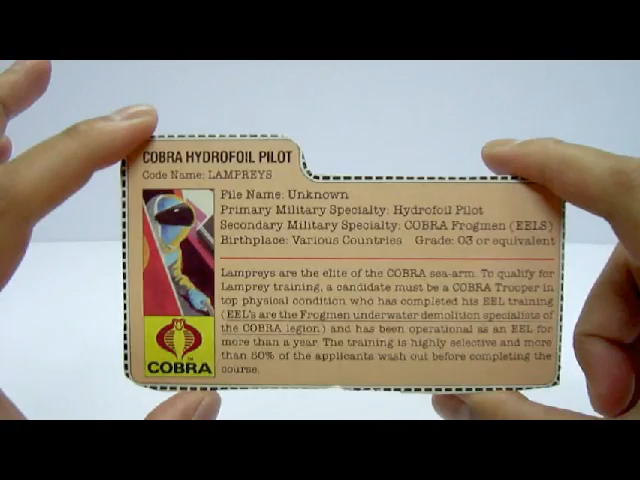 COBRA HYDROFOIL PILOT
Code Name: LAMPREYS
File Name: Unknown
Primary Military Specialty: Hydrofoil Pilot
Secondary Military Specialty: COBRA Frogmen (EELS)
Birthplace: Various Countries Grade: 03 or equivalent
Lampreys are the elite of the COBRA sea-arm. To qualify for
Lamprey training, a candidate must be a COBRA Trooper in
top physical condition who has completed his EEL training
(EEL's are the Frogmen underwater demolition specialists of
the COBRA legion) and has been operational as an EEL for
more than a year. The training is highly selective and more
than 50% of the applicants wash out before completing the
course.
COBRA